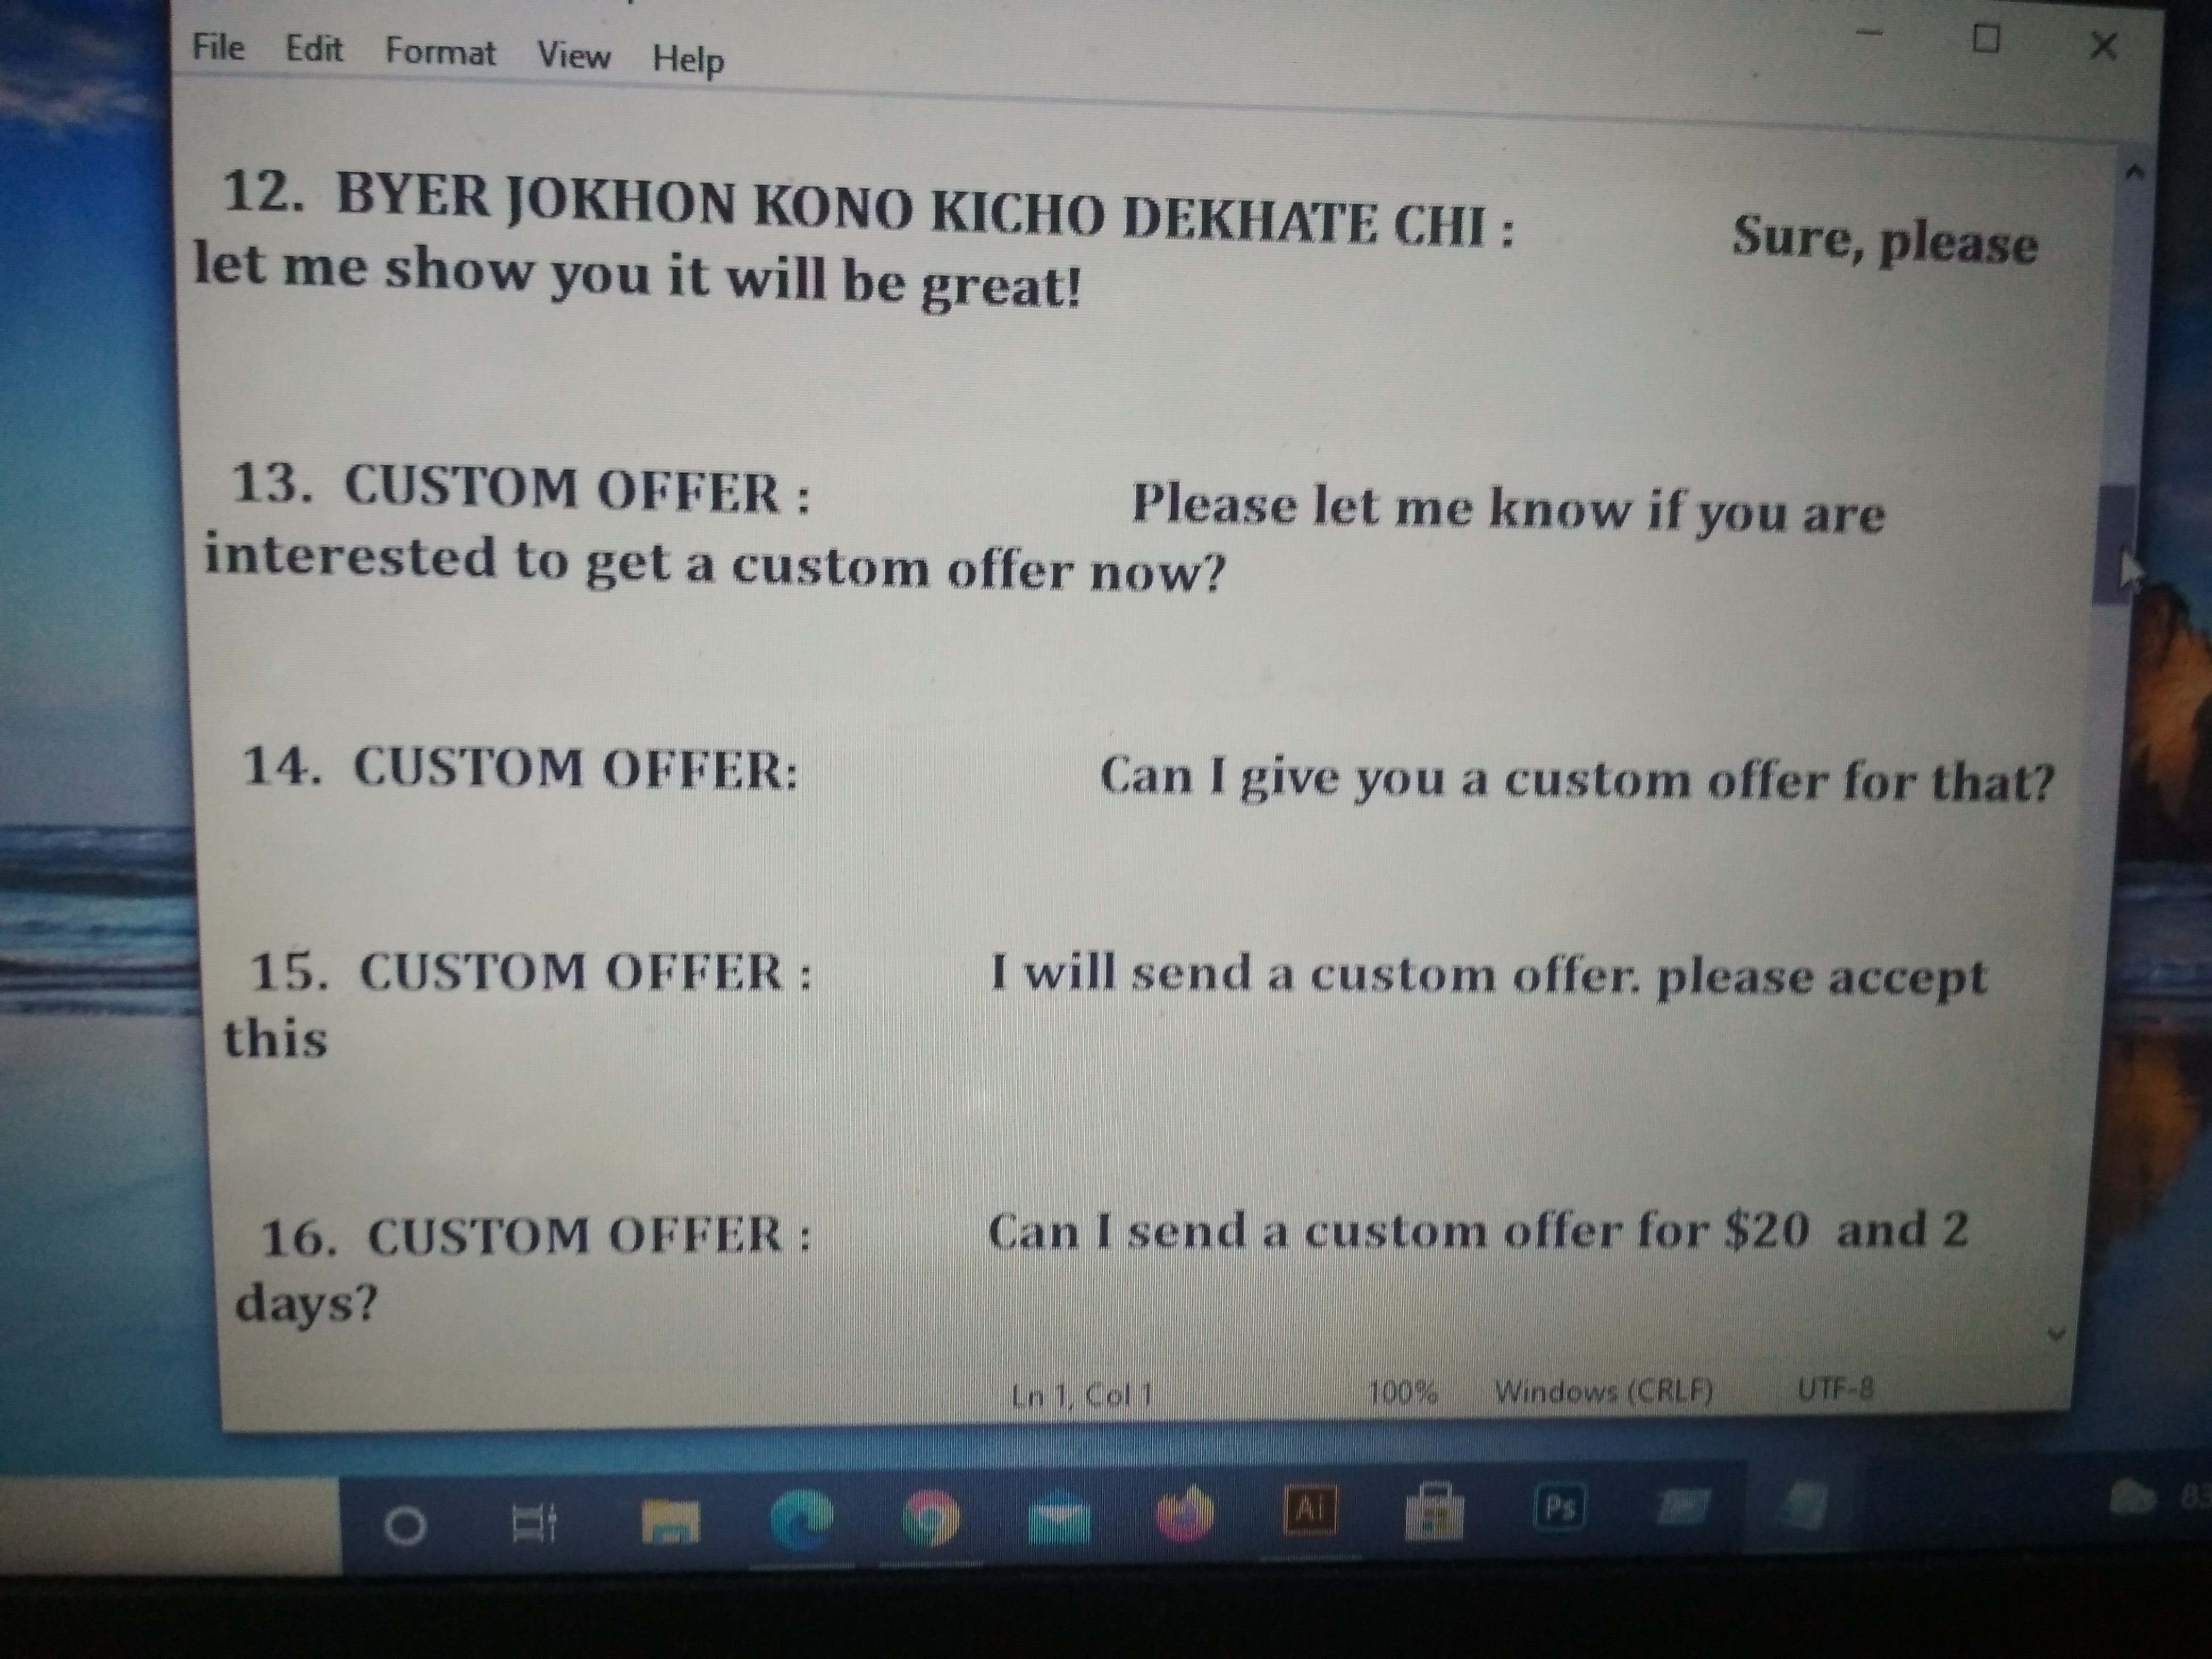 File Edit Format View Help
12. BYER JOKHON KONO KICHO DEKHATE CHI : Sure, please
let me show you it will be great!
13. CUSTOM OFFER : Please let me know if you are
interested to get a custom offer now?
14. CUSTOM OFFER: Can I give you a custom offer for that?
15. CUSTOM OFFER : I will send a custom offer. please accept
this
16. CUSTOM OFFER : Can I send a custom offer for $20 and 2
days?
Ln 1, Col 1 100% Windows (CRLF) UTF-8
Ai Ps